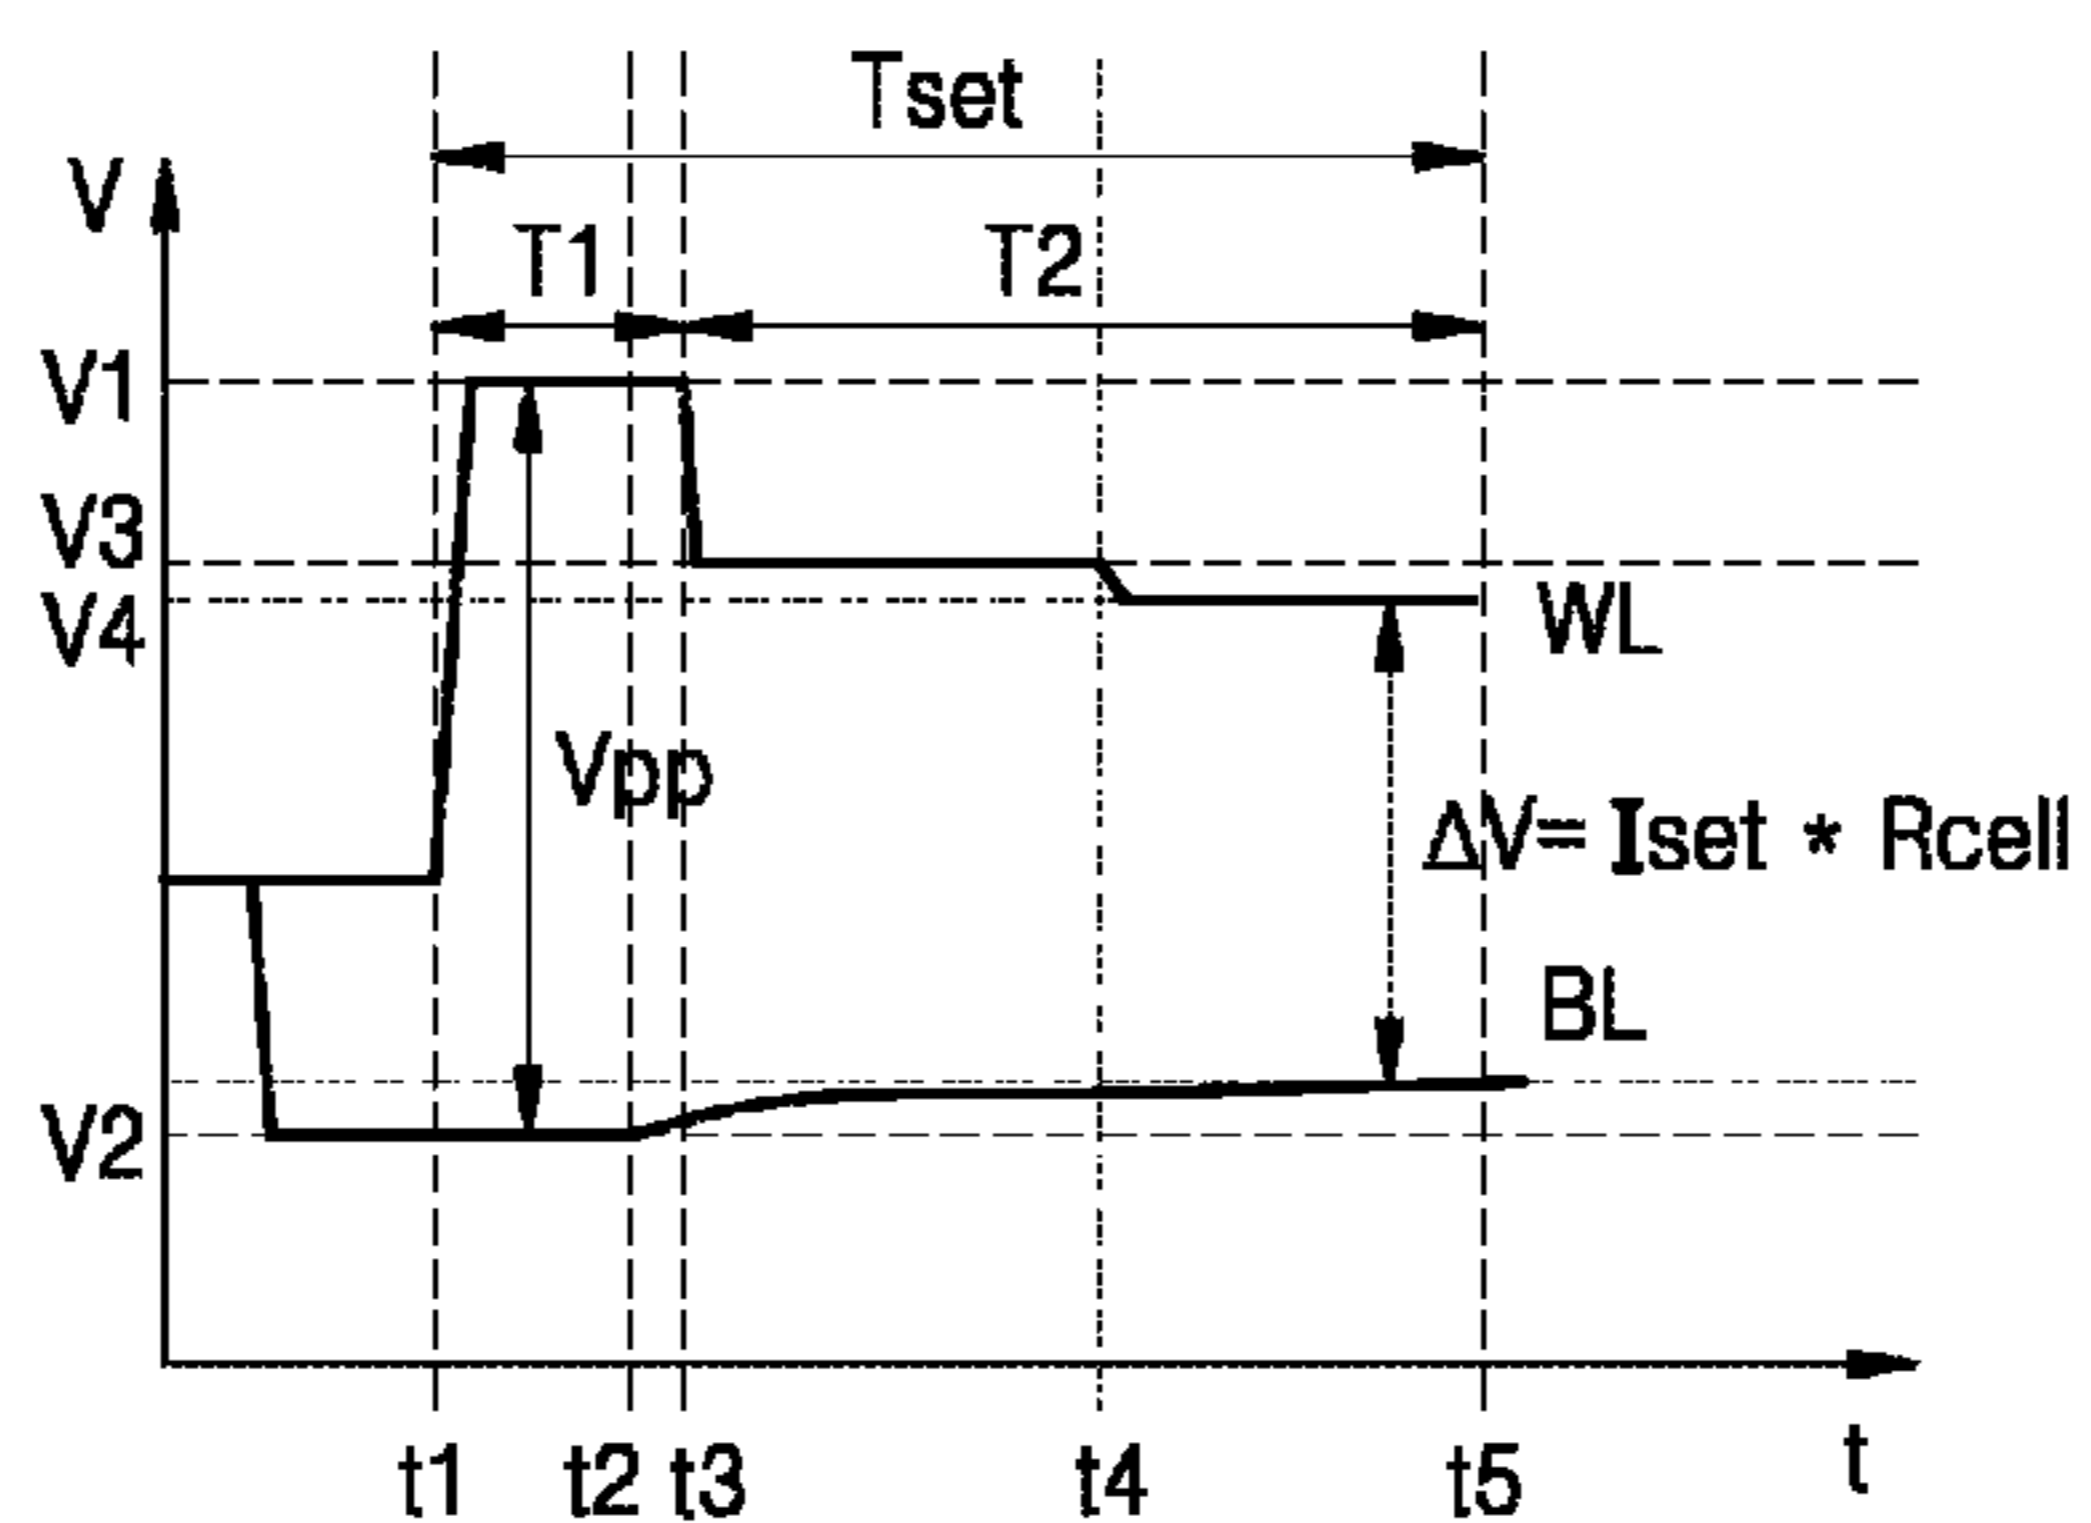 Tset
V
T1 T2
V1
V3
V4
WL
Vpp
ΔV= Iset * Rcell
BL
V2
t1 t2 t3 t4 t5 t